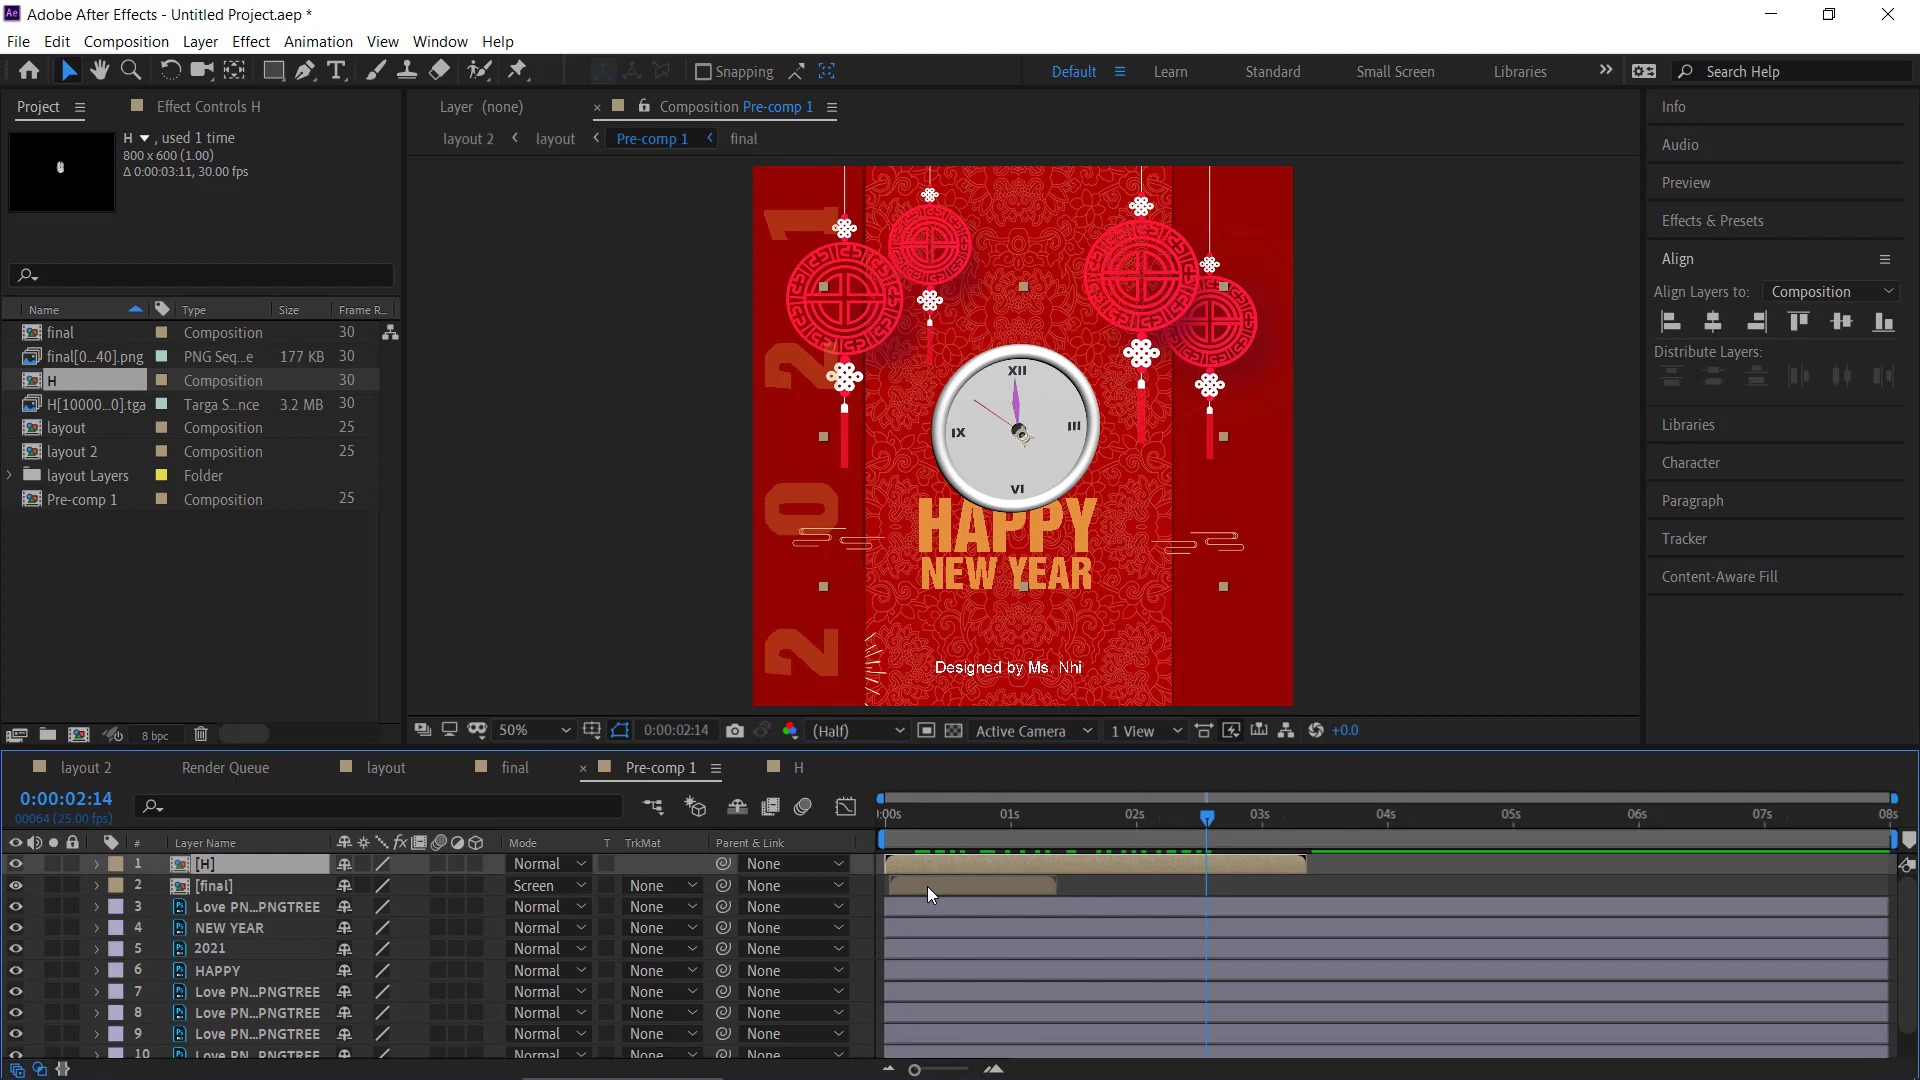 Adobe After Effects - Untitled Project.aep *
File Edit Composition Layer Effect Animation View Window Help
Snapping
Default Learn Standard Small Screen Libraries Search Help
Project Effect Controls H
H , used 1 time
800 x 600 (1.00)
Δ 0:00:03:11, 30.00 fps
Name Type Size Frame R...
final Composition 30
final[0...40].png PNG Seq...e 177 KB 30
H Composition 30
H[10000...0].tga Targa S...nce 3.2 MB 30
layout Composition 25
layout 2 Composition 25
layout Layers Folder
Pre-comp 1 Composition 25
8 bpc
Layer (none) Composition Pre-comp 1
layout 2 layout Pre-comp 1 final
2021
XII
III
VI
IX
HAPPY
NEW YEAR
Designed by Ms. Nhi
50% 0:00:02:14 (Half) Active Camera 1 View +0.0
Info
Audio
Preview
Effects & Presets
Align
Align Layers to: Composition
Distribute Layers:
Libraries
Character
Paragraph
Tracker
Content-Aware Fill
layout 2 Render Queue layout final Pre-comp 1 H
0:00:02:14
00064 (25.00 fps)
:00s 01s 02s 03s 04s 05s 06s 07s 08s
# Layer Name Mode T TrkMat Parent & Link
1 [H] Normal None
2 [final] Screen None None
3 Love PN...PNGTREE Normal None None
4 NEW YEAR Normal None None
5 2021 Normal None None
6 HAPPY Normal None None
7 Love PN...PNGTREE Normal None None
8 Love PN...PNGTREE Normal None None
9 Love PN...PNGTREE Normal None None
10 Love PN...PNGTREE Normal None None